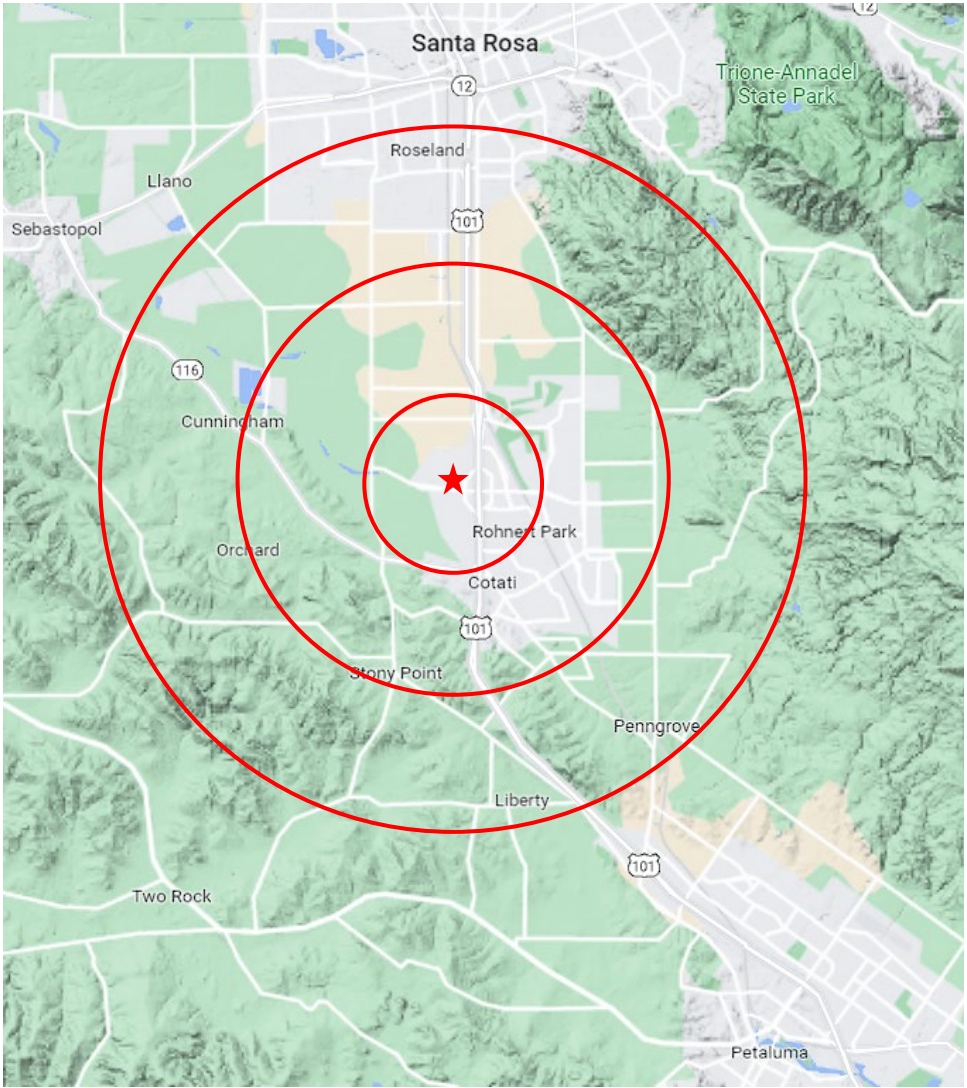 12
Santa Rosa
Trione-Annadel
State Park
12
Roseland
Llano
101
Sebastopol
116
Cunningham
Rohnert Park
Orchard
Cotati
101
Stony Point
Penngrove
Liberty
101
Two Rock
Petaluma